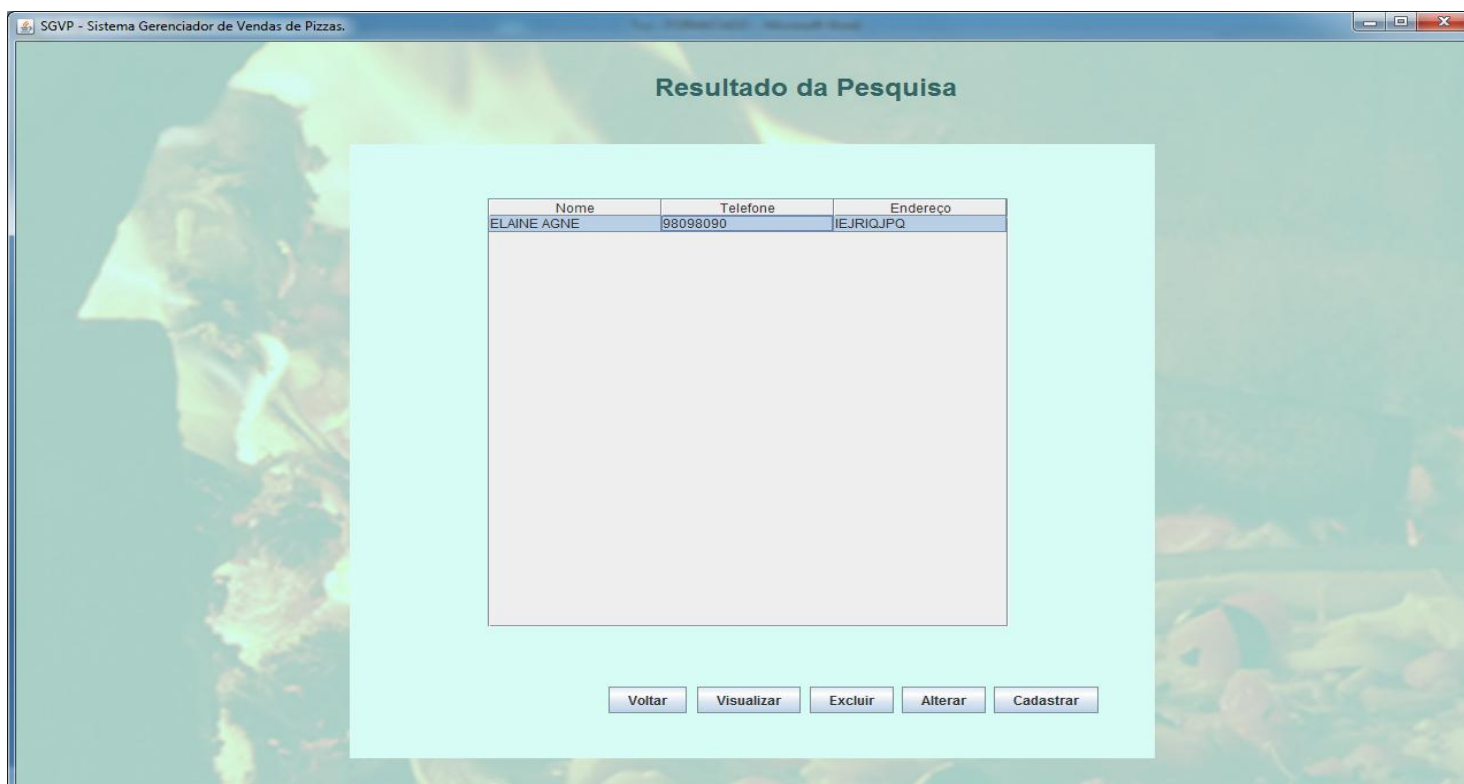 SGVP - Sistema Gerenciador de Vendas de Pizzas.
Resultado da Pesquisa
Nome Telefone Endereço
ELAINE AGNE 98098090 IEJRIQJPQ
Voltar Visualizar Excluir Alterar Cadastrar